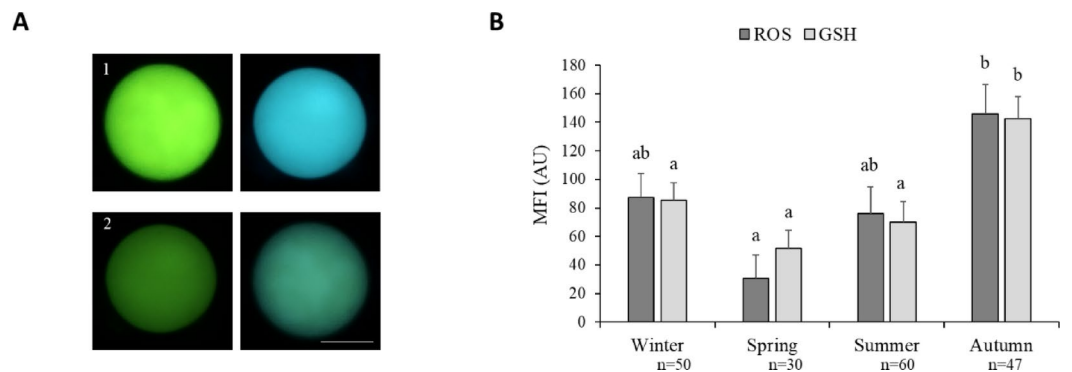 A
1
2
B
ROS GSH
MFI (AU)
180
160
140
120
100
80
60
40
20
0
ab a
a a
ab a
b b
Winter Spring Summer Autumn
n=50 n=30 n=60 n=47